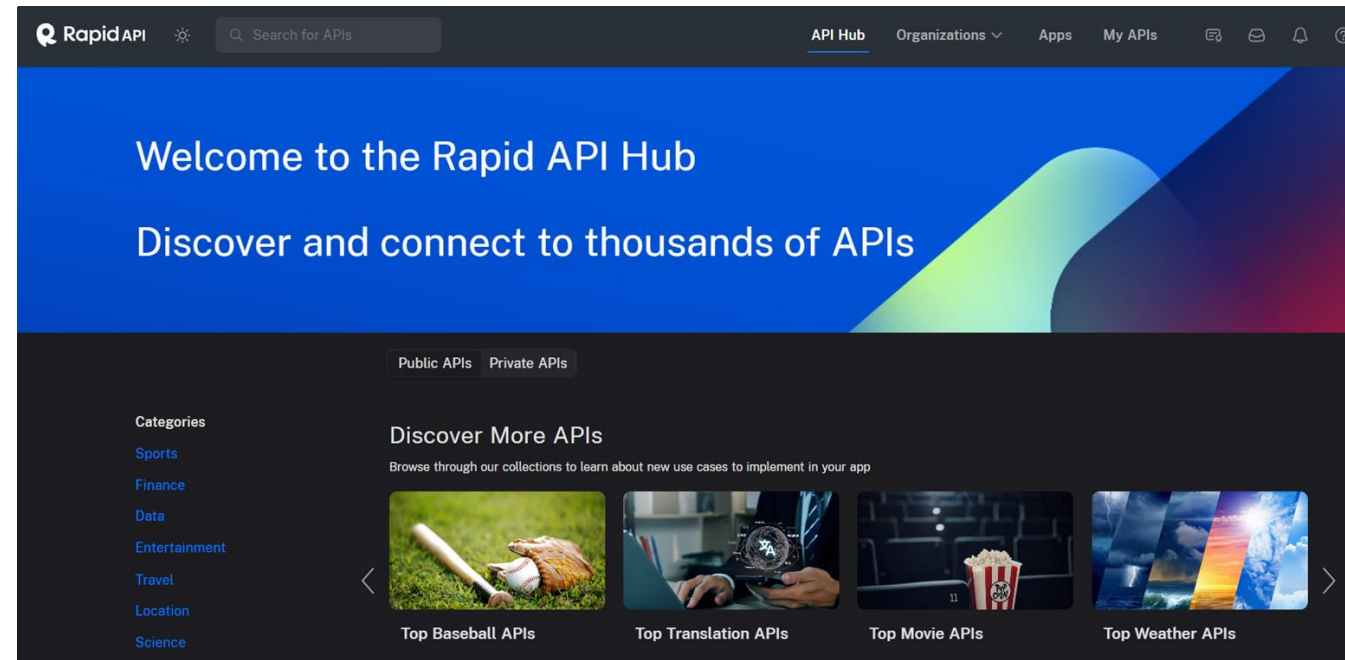 Rapid API
Search for APIs
API Hub
Organizations
Apps
My APIs
Welcome to the Rapid API Hub
Discover and connect to thousands of APIs
Public APIs
Private APIs
Categories
Sports
Finance
Data
Entertainment
Travel
Location
Science
Discover More APIs
Browse through our collections to learn about new use cases to implement in your app
11
Top Baseball APIs
Top Translation APIs
Top Movie APIs
Top Weather APIs